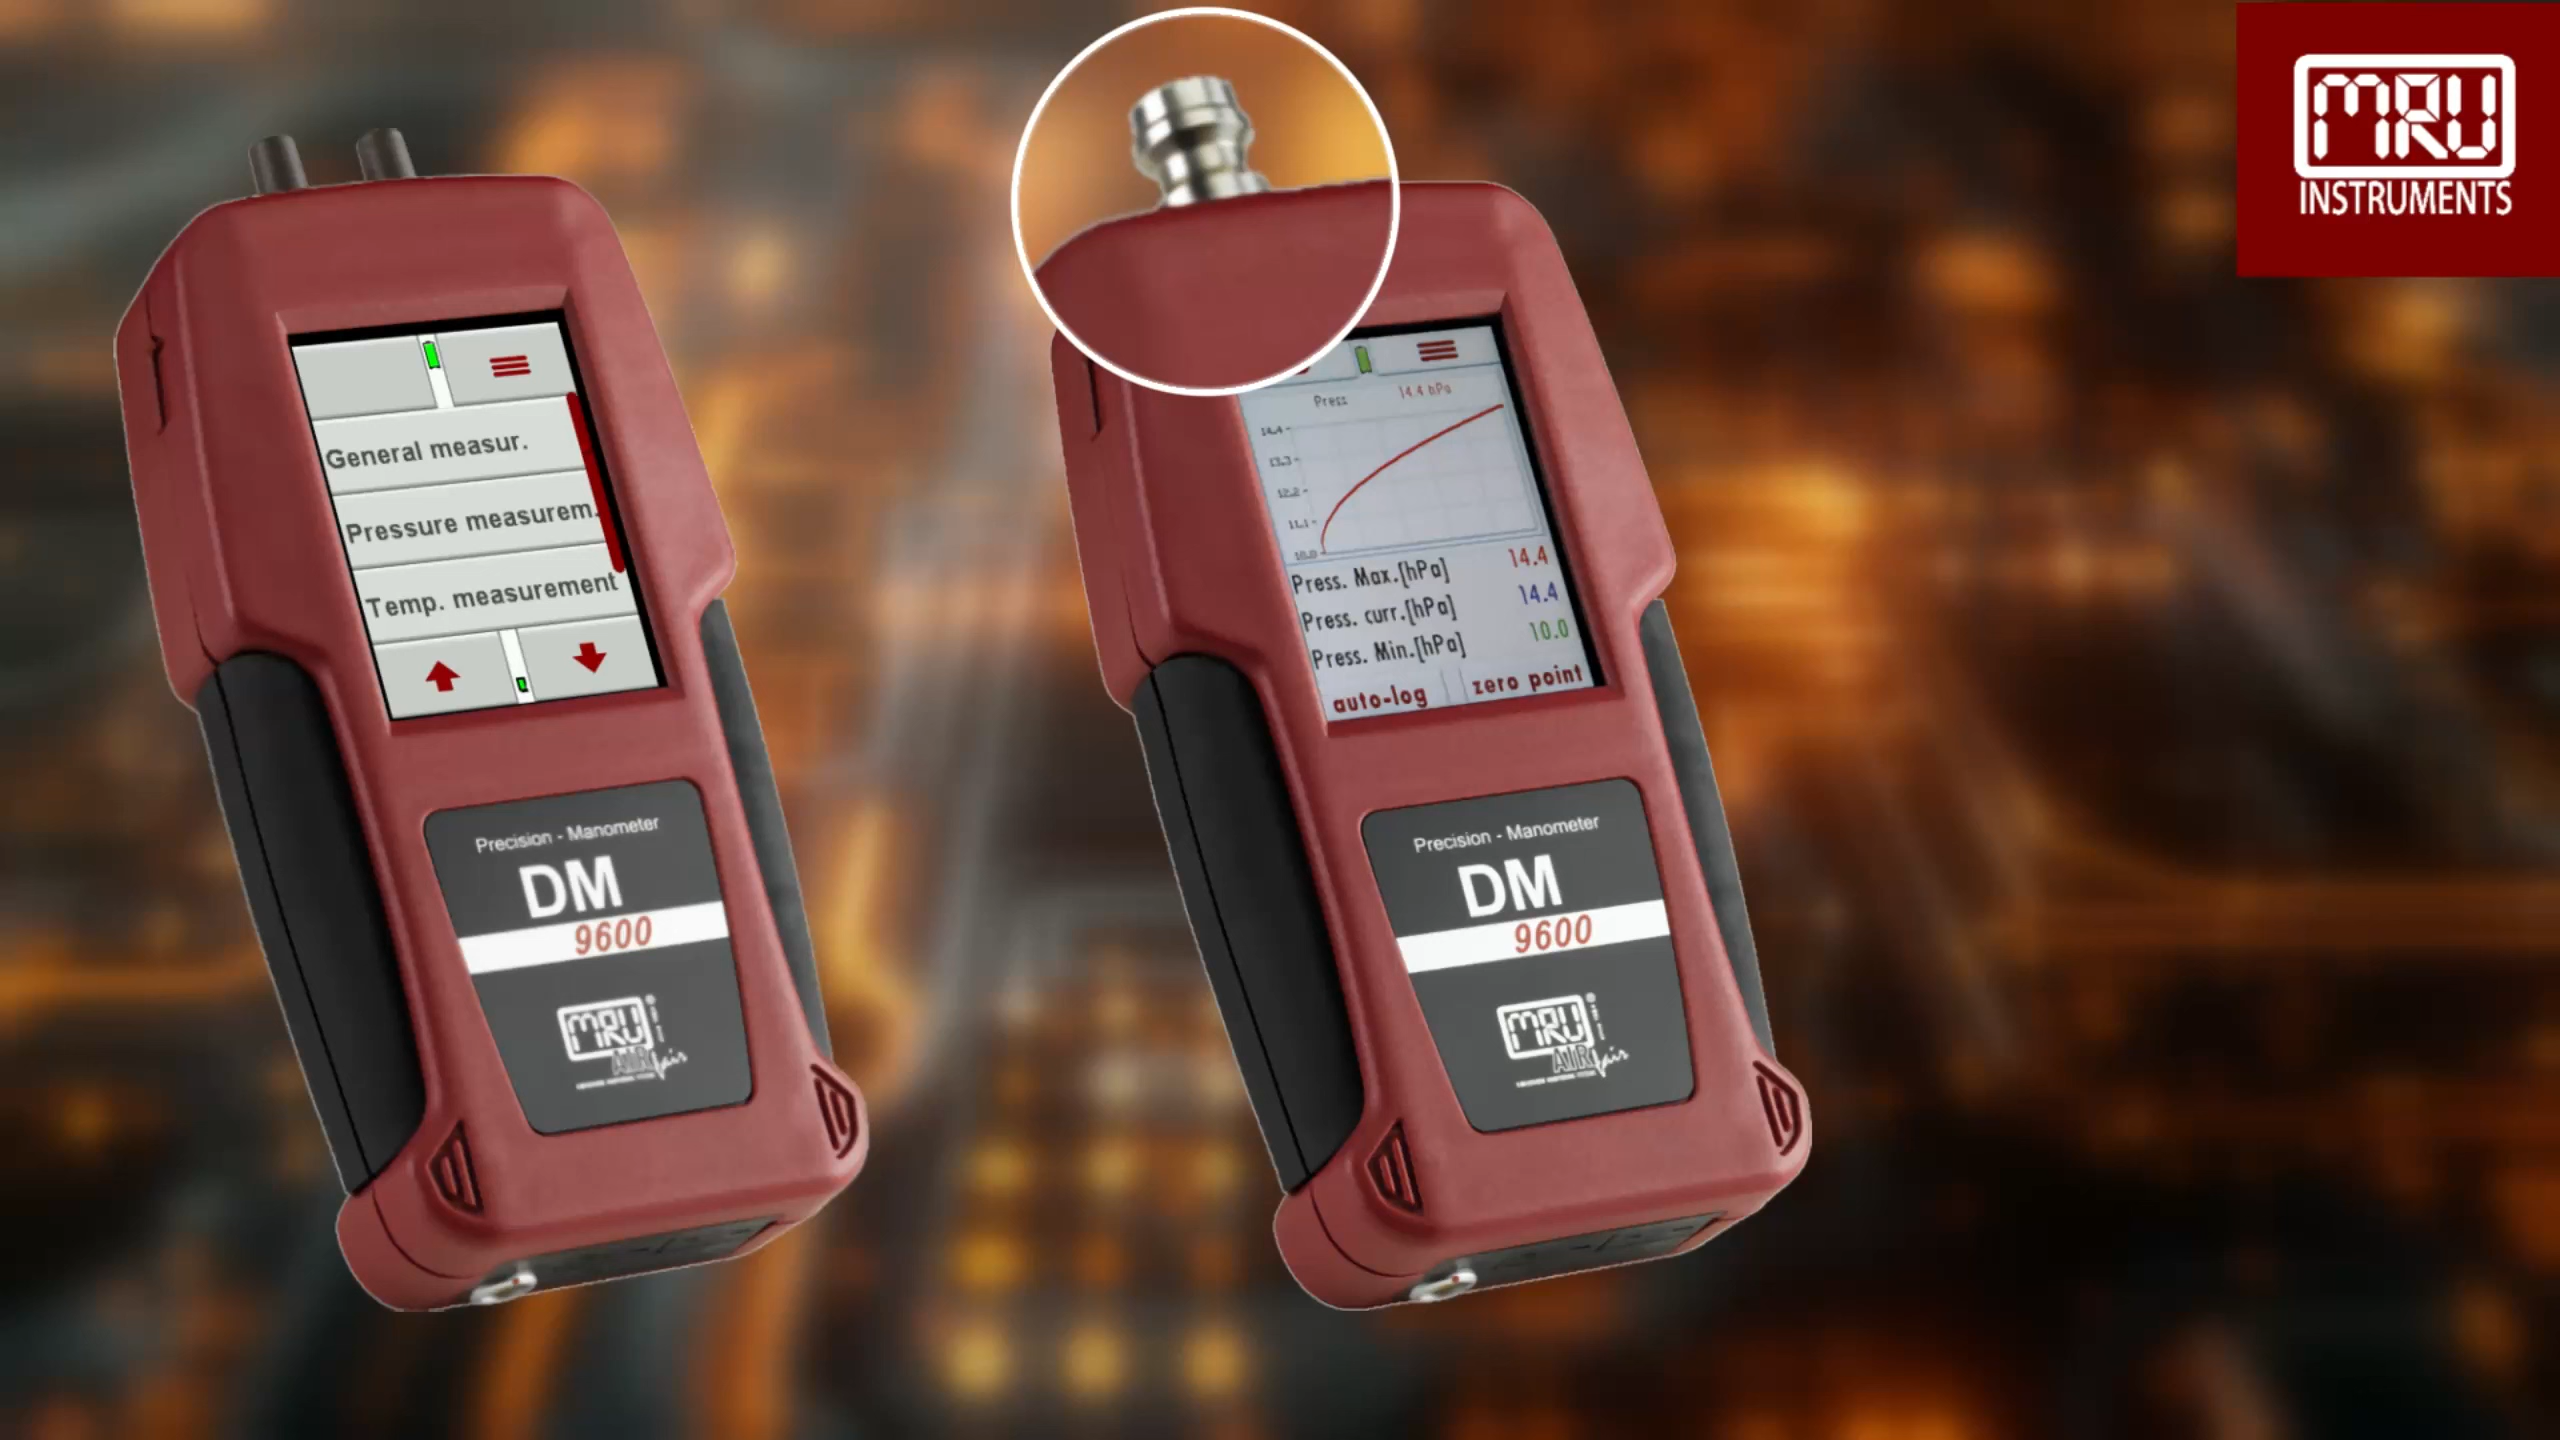 MRU
INSTRUMENTS
General measur.
Pressure measurem.
Temp. measurement
Precision - Manometer
DM
9600
MRU
AIR fair
Press 14.4 hPa
14.4
13.3
12.2
11.1
10.0
Press. Max.[hPa] 14.4
Press. curr.[hPa] 14.4
Press. Min.[hPa] 10.0
auto-log zero point
Precision - Manometer
DM
9600
MRU
AIR fair